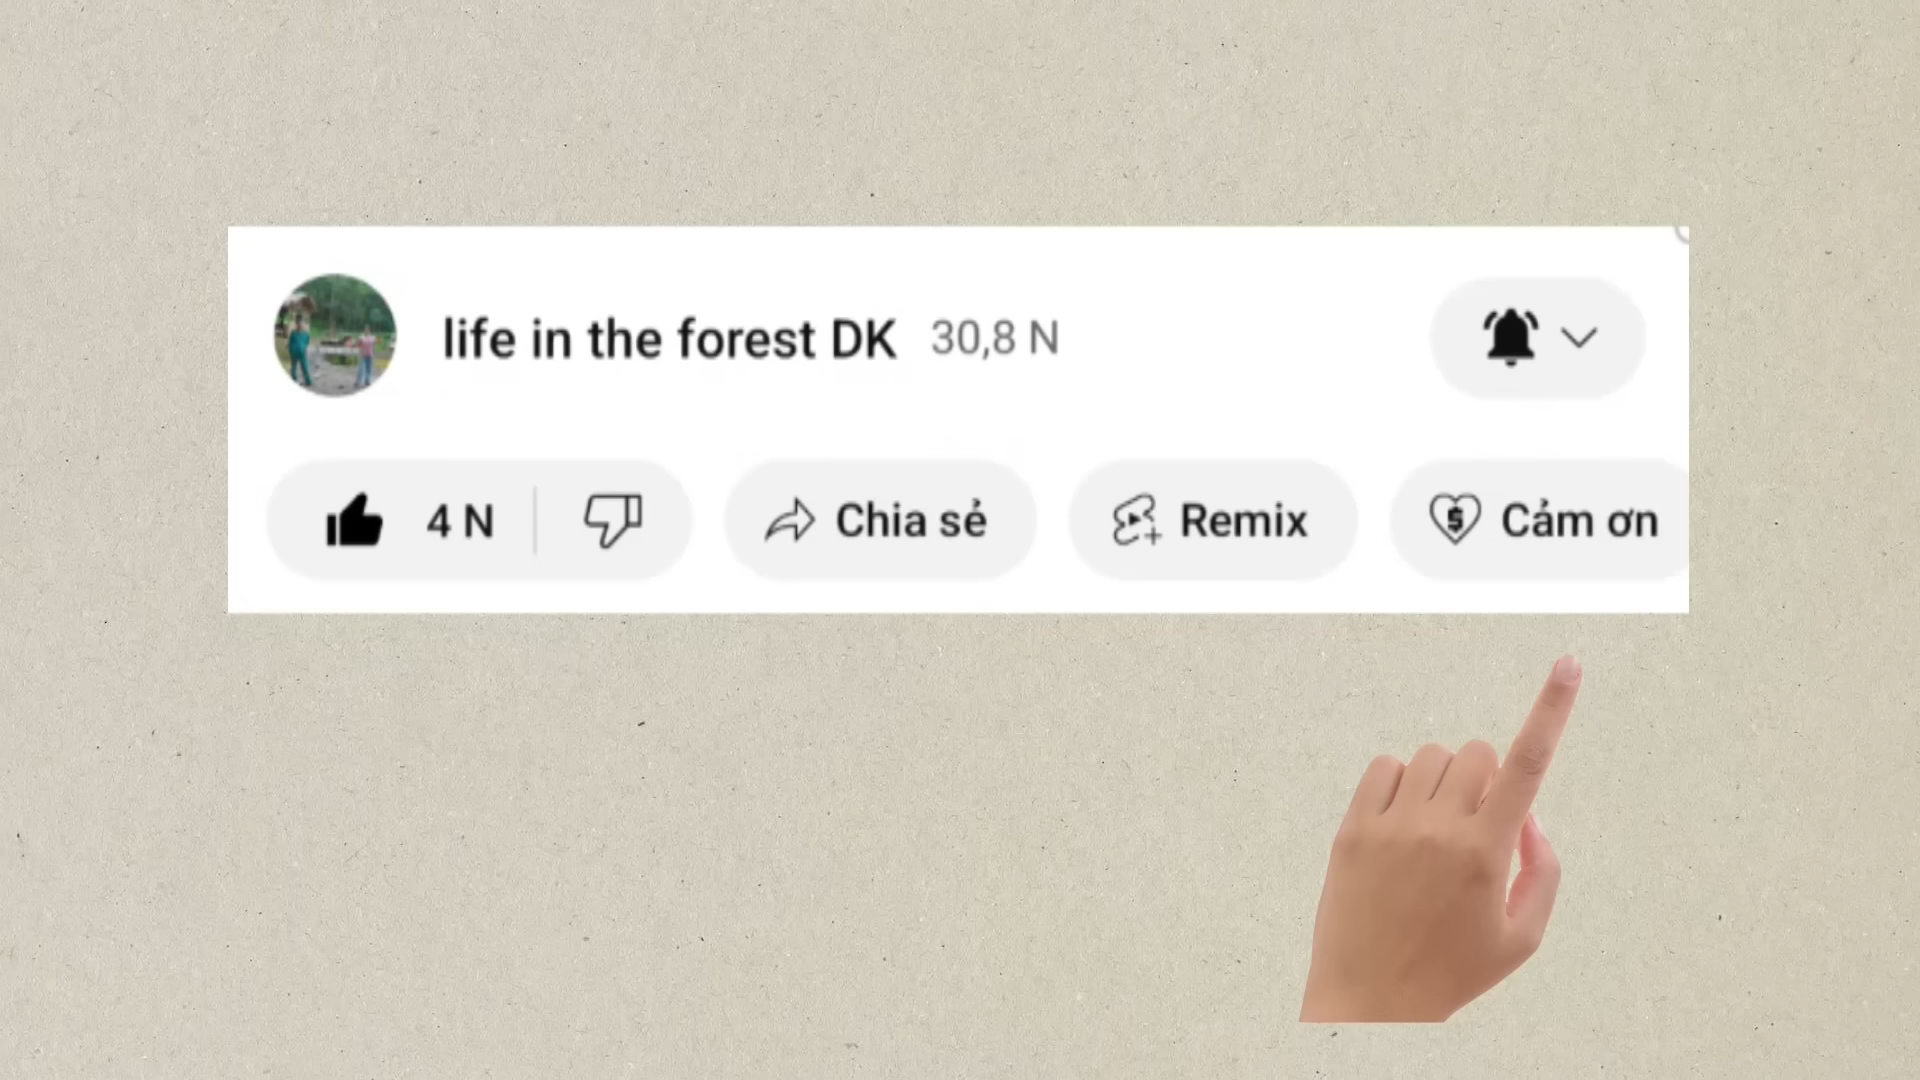 life in the forest DK 30,8 N
4 N Chia sẻ Remix Cảm ơn